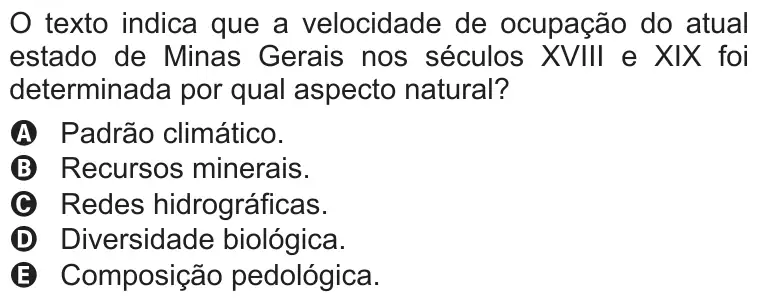 O texto indica que a velocidade de ocupação do atual
estado de Minas Gerais nos séculos XVIII e XIX foi
determinada por qual aspecto natural?
A Padrão climático.
B Recursos minerais.
C Redes hidrográficas.
D Diversidade biológica.
E Composição pedológica.